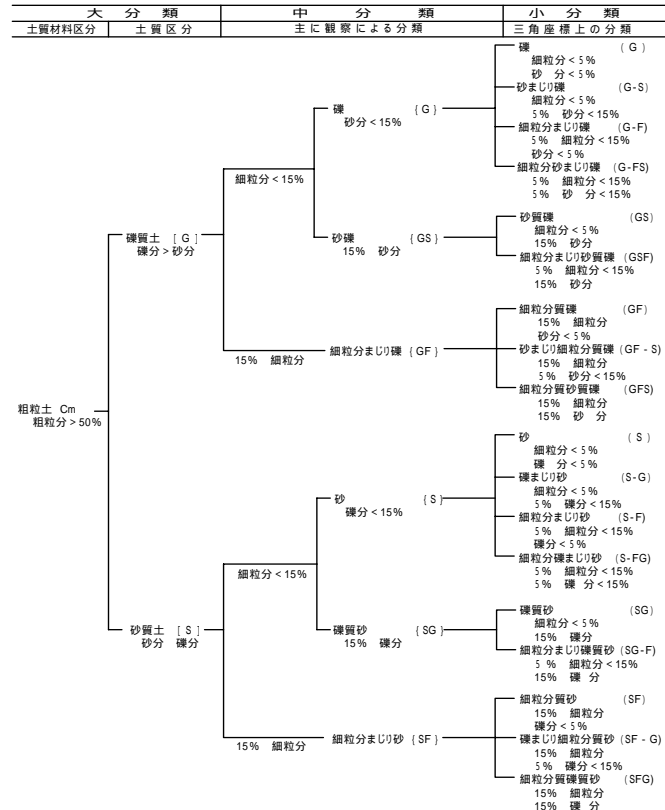 大分類 中分類 小分類
土質材料区分 土質区分 主に観察による分類 三角座標上の分類
礫 (G)
細粒分<5%
砂 分<5%
砂まじり礫 (G-S)
細粒分<5%
5% 砂分<15%
細粒分まじり礫 (G-F)
5% 細粒分<15%
砂分<5%
細粒分砂まじり礫 (G-FS)
5% 細粒分<15%
5% 砂 分<15%
礫 {G}
砂分<15%
細粒分<15%
砂質礫 (GS)
細粒分<5%
15% 砂分
細粒分まじり砂質礫 (GSF)
5% 細粒分<15%
15% 砂分
砂礫 {GS}
15% 砂分
礫質土 [G]
礫分>砂分
細粒分質礫 (GF)
15% 細粒分
砂分<5%
砂まじり細粒分質礫 (GF-S)
15% 細粒分
5% 砂分<15%
細粒分質砂質礫 (GFS)
15% 細粒分
15% 砂 分
細粒分まじり礫 {GF}
15% 細粒分
粗粒土 Cm
粗粒分>50%
砂 (S)
細粒分<5%
礫 分<5%
礫まじり砂 (S-G)
細粒分<5%
5% 礫分<15%
細粒分まじり砂 (S-F)
5% 細粒分<15%
礫分<5%
細粒分礫まじり砂 (S-FG)
5% 細粒分<15%
5% 礫 分<15%
砂 {S}
礫分<15%
細粒分<15%
礫質砂 (SG)
細粒分<5%
15% 礫分
細粒分まじり礫質砂 (SG-F)
5% 細粒分<15%
15% 礫 分
礫質砂 {SG}
15% 礫分
砂質土 [S]
砂分 礫分
細粒分質砂 (SF)
15% 細粒分
礫分<5%
礫まじり細粒分質砂 (SF-G)
15% 細粒分
5% 礫分<15%
細粒分質礫質砂 (SFG)
15% 細粒分
15% 礫 分
細粒分まじり砂 {SF}
15% 細粒分